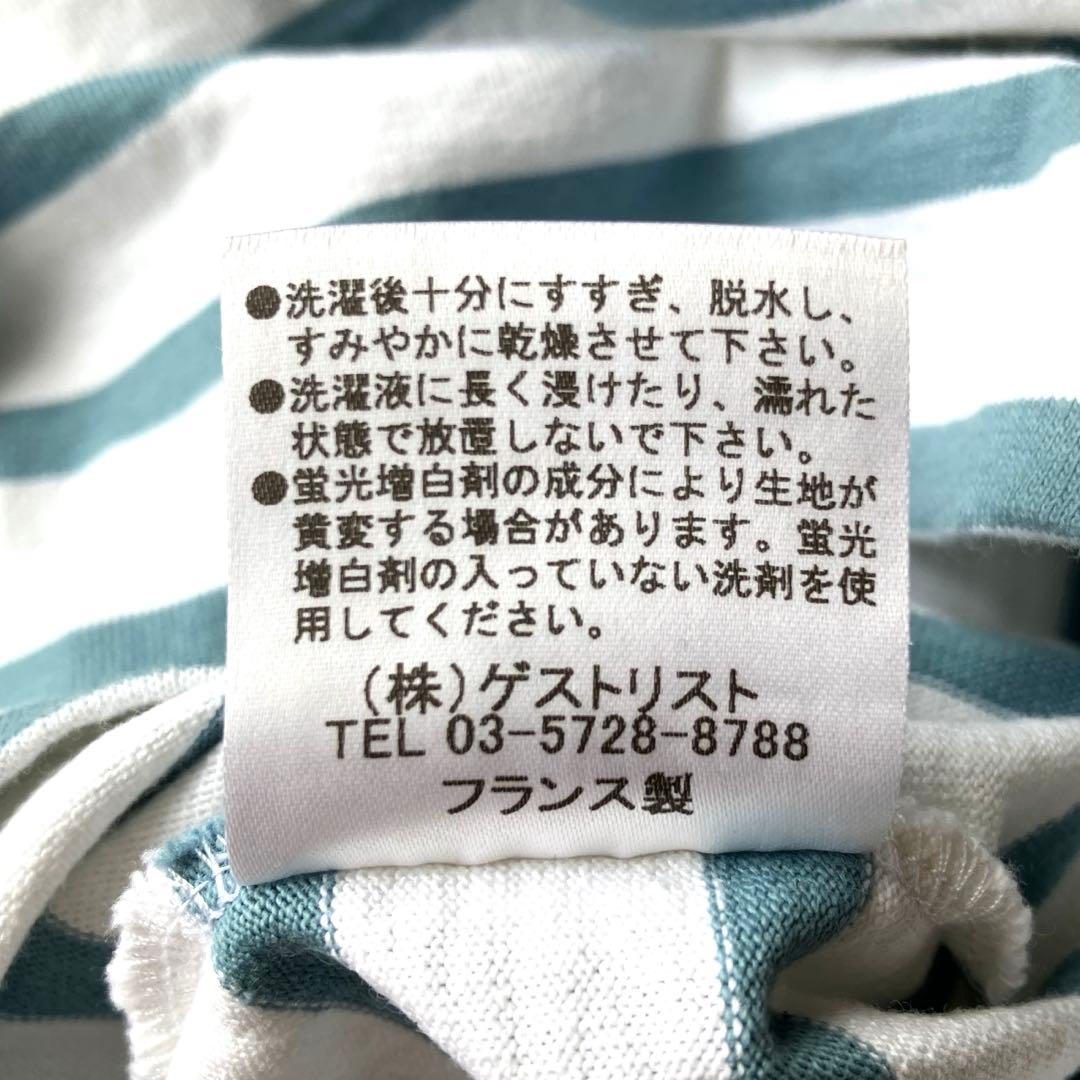 ●洗濯後十分にすすぎ、脱水し、
すみやかに乾燥させて下さい。
●洗濯液に長く浸けたり、濡れた
状態で放置しないで下さい。
●蛍光増白剤の成分により生地が
黄変する場合があります。蛍光
増白剤の入っていない洗剤を使
用してください。
(株)ゲストリスト
TEL 03-5728-8788
フランス製